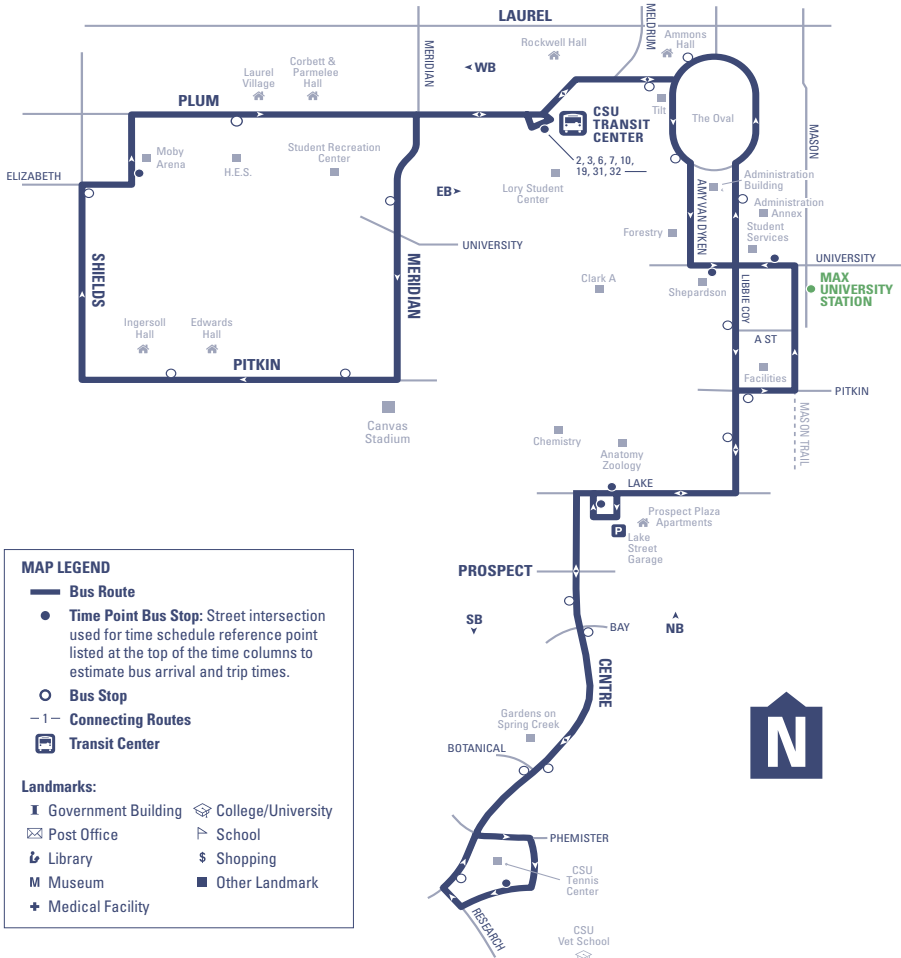 LAUREL
MELDRUM
Ammons
Hall
Rockwell Hall
MERIDIAN
WB
Corbett &
Parmelee
Hall
Laurel
Village
PLUM
CSU
TRANSIT
CENTER
Tilt
The Oval
MASON
Moby
Arena
H.E.S.
Student Recreation
Center
2, 3, 6, 7, 10,
19, 31, 32
ELIZABETH
EB
Lory Student
Center
AMY VAN DYKEN
Administration
Building
Administration
Annex
Student
Services
Forestry
UNIVERSITY
UNIVERSITY
SHIELDS
MERIDIAN
Clark A
Shepardson
LIBBIE COY
MAX
UNIVERSITY
STATION
Ingersoll
Hall
Edwards
Hall
A ST
PITKIN
Facilities
PITKIN
Canvas
Stadium
MASON TRAIL
Chemistry
Anatomy
Zoology
LAKE
Prospect Plaza
Apartments
P
Lake
Street
Garage
PROSPECT
SB
NB
BAY
CENTRE
Gardens on
Spring Creek
BOTANICAL
N
PHEMISTER
CSU
Tennis
Center
RESEARCH
CSU
Vet School
MAP LEGEND
Bus Route
Time Point Bus Stop: Street intersection
used for time schedule reference point
listed at the top of the time columns to
estimate bus arrival and trip times.
Bus Stop
1 Connecting Routes
Transit Center
Landmarks:
Government Building
College/University
Post Office
School
Library
$ Shopping
M Museum
Other Landmark
Medical Facility